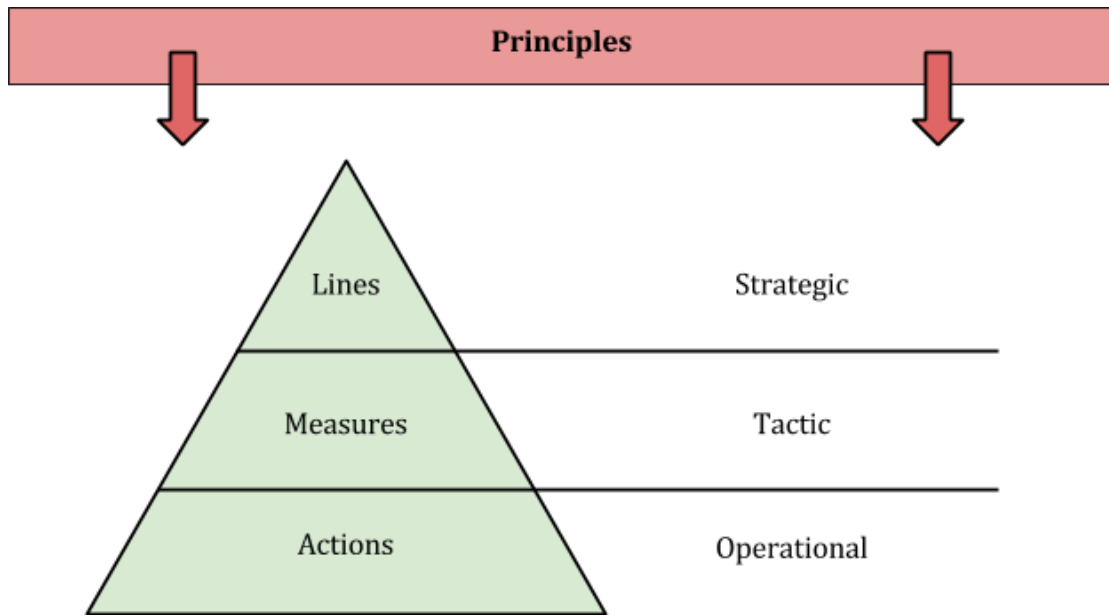 Principles
Lines
Strategic
Measures
Tactic
Actions
Operational